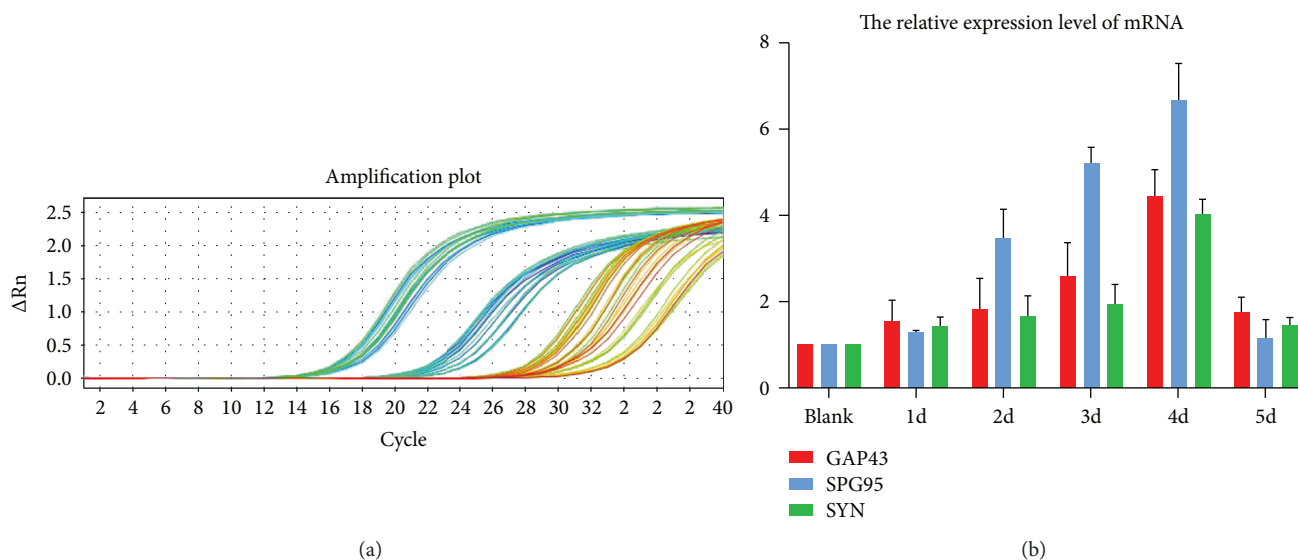 Amplification plot
ΔRn
2.5
2.0
1.5
1.0
0.5
0.0
2 4 6 8 10 12 14 16 18 20 22 24 26 28 30 32 2 2 2 40
Cycle
(a)
The relative expression level of mRNA
8
6
4
2
0
Blank 1d 2d 3d 4d 5d
GAP43
SPG95
SYN
(b)